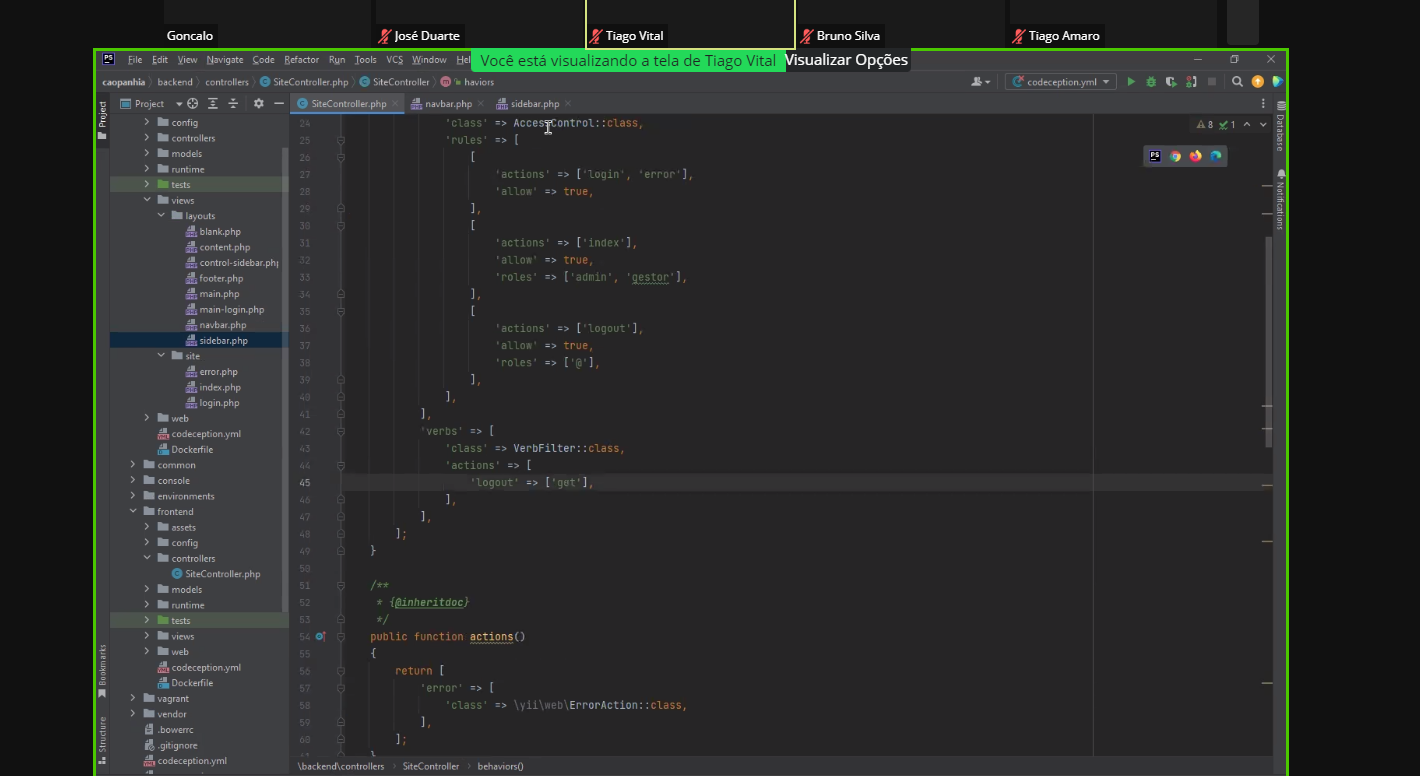 Goncalo
José Duarte
Tiago Vital
Bruno Silva
Tiago Amaro
PS File Edit View Navigate Code Refactor Run Tools VCS Window Hel
Você está visualizando a tela de Tiago Vital Visualizar Opções
caopanhia backend controllers SiteController.php SiteController haviors
codeception.yml
Project
SiteController.php
navbar.php
sidebar.php
8 1
Project
Database
Notifications
Bookmarks
Structure
config
controllers
models
runtime
tests
views
layouts
blank.php
content.php
control-sidebar.php
footer.php
main.php
main-login.php
navbar.php
sidebar.php
site
error.php
index.php
login.php
web
codeception.yml
Dockerfile
common
console
environments
frontend
assets
config
controllers
SiteController.php
models
runtime
tests
views
web
codeception.yml
Dockerfile
vagrant
vendor
.bowerrc
.gitignore
codeception.yml
24 'class' => AccessControl::class,
25 'rules' => [
26 [
27 'actions' => ['login', 'error'],
28 'allow' => true,
29 ],
30 [
31 'actions' => ['index'],
32 'allow' => true,
33 'roles' => ['admin', 'gestor'],
34 ],
35 [
36 'actions' => ['logout'],
37 'allow' => true,
38 'roles' => ['@'],
39 ],
40 ],
41 ],
42 'verbs' => [
43 'class' => VerbFilter::class,
44 'actions' => [
45 'logout' => ['get'],
46 ],
47 ],
48 ];
49 }
50
51 /**
52 * {@inheritdoc}
53 */
54 public function actions()
55 {
56 return [
57 'error' => [
58 'class' => \yii\web\ErrorAction::class,
59 ],
60 ];
}
\backend\controllers SiteController behaviors()